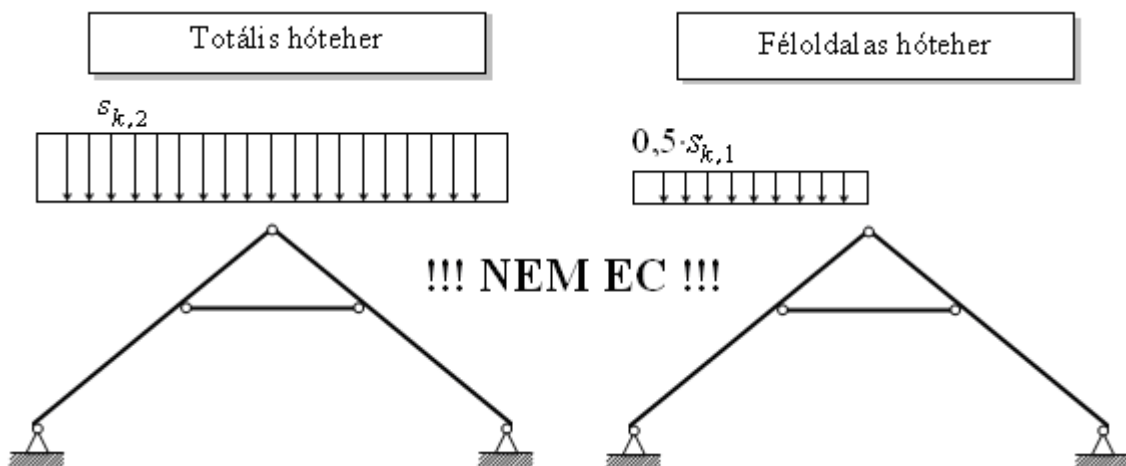 Totális hóteher
Féloldalas hóteher
s_{k,2}
0,5·s_{k,1}
!!! NEM EC !!!